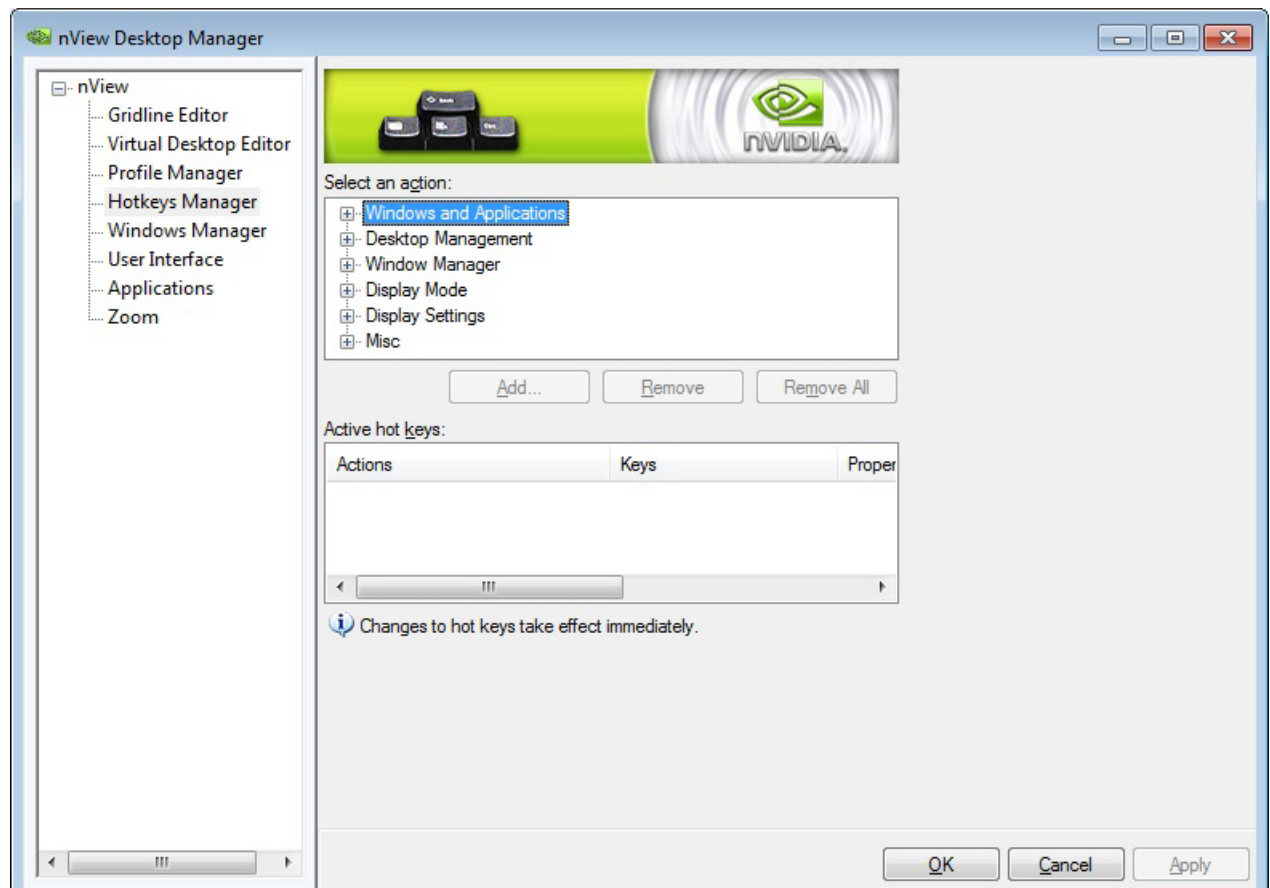 nView Desktop Manager
nView
Gridline Editor
Virtual Desktop Editor
Profile Manager
Hotkeys Manager
Windows Manager
User Interface
Applications
Zoom
NVIDIA.
Select an action:
Windows and Applications
Desktop Management
Window Manager
Display Mode
Display Settings
Misc
Add... Remove Remove All
Active hot keys:
Actions Keys Proper
Changes to hot keys take effect immediately.
OK Cancel Apply